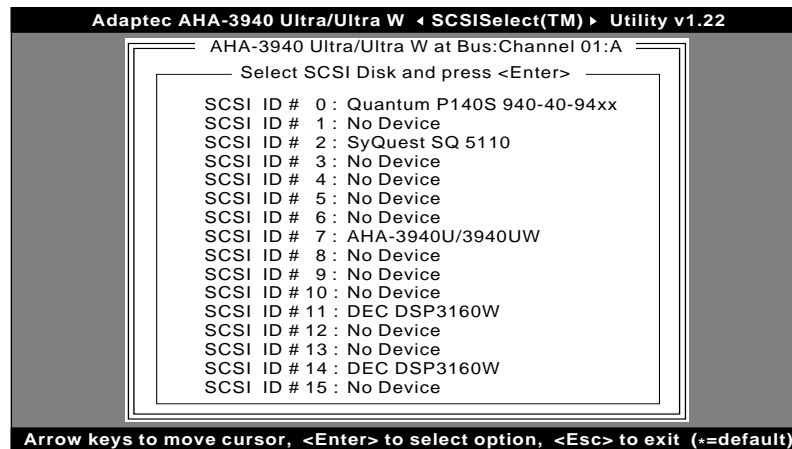 Adaptec AHA-3940 Ultra/Ultra W ◂ SCSISelect(TM) ▸ Utility v1.22
AHA-3940 Ultra/Ultra W at Bus:Channel 01:A
Select SCSI Disk and press <Enter>
SCSI ID # 0 : Quantum P140S 940-40-94xx
SCSI ID # 1 : No Device
SCSI ID # 2 : SyQuest SQ 5110
SCSI ID # 3 : No Device
SCSI ID # 4 : No Device
SCSI ID # 5 : No Device
SCSI ID # 6 : No Device
SCSI ID # 7 : AHA-3940U/3940UW
SCSI ID # 8 : No Device
SCSI ID # 9 : No Device
SCSI ID # 10 : No Device
SCSI ID # 11 : DEC DSP3160W
SCSI ID # 12 : No Device
SCSI ID # 13 : No Device
SCSI ID # 14 : DEC DSP3160W
SCSI ID # 15 : No Device
Arrow keys to move cursor, <Enter> to select option, <Esc> to exit (*=default)